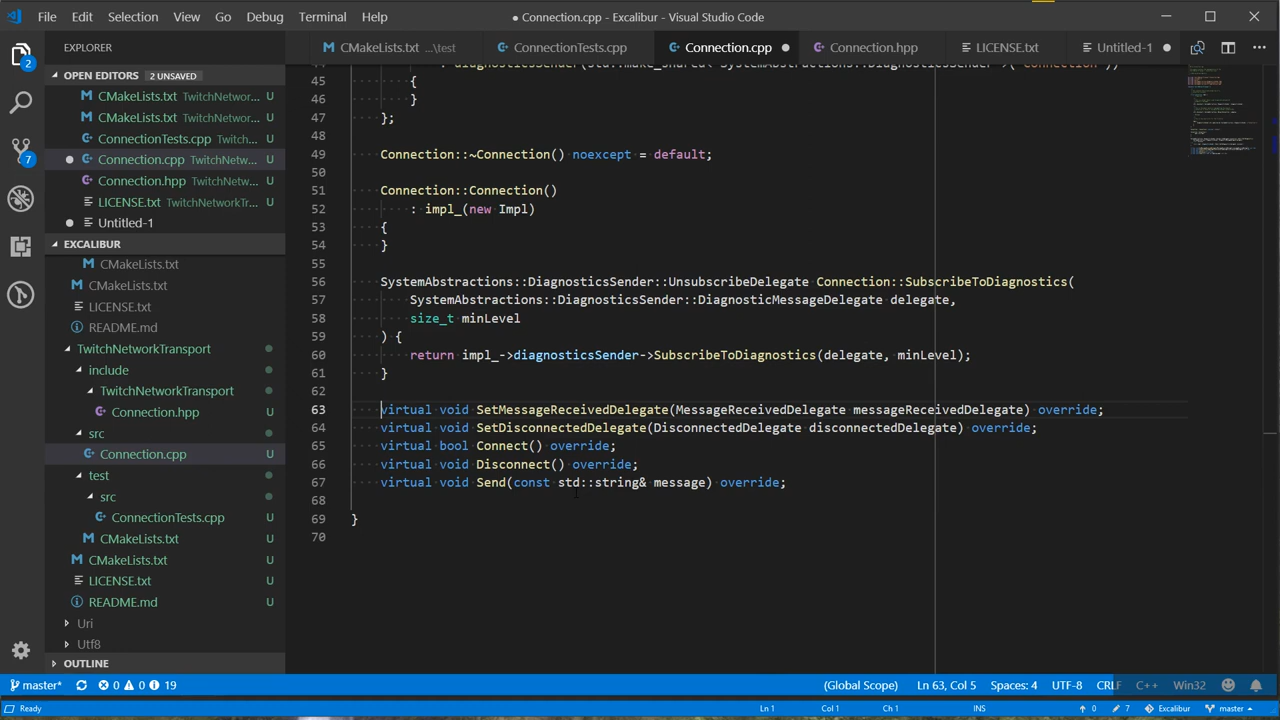 File Edit Selection View Go Debug Terminal Help
● Connection.cpp - Excalibur - Visual Studio Code
EXPLORER
CMakeLists.txt ...\test
ConnectionTests.cpp
Connection.cpp
Connection.hpp
LICENSE.txt
Untitled-1
2
OPEN EDITORS 2 UNSAVED
CMakeLists.txt TwitchNetwor... U
CMakeLists.txt TwitchNetwor... U
ConnectionTests.cpp Twitch... U
Connection.cpp TwitchNetw... U
Connection.hpp TwitchNetw... U
LICENSE.txt TwitchNetworkTr... U
Untitled-1
7
EXCALIBUR
CMakeLists.txt
CMakeLists.txt
LICENSE.txt
README.md
TwitchNetworkTransport
include
TwitchNetworkTransport
Connection.hpp U
src
Connection.cpp U
test
src
ConnectionTests.cpp U
CMakeLists.txt U
CMakeLists.txt U
LICENSE.txt U
README.md U
Uri
Utf8
OUTLINE
: diagnosticsSender(std::make_shared< SystemAbstractions::DiagnosticsSender >("Connection"))
45 {
46 }
47 };
48
49 Connection::~Connection() noexcept = default;
50
51 Connection::Connection()
52 : impl_(new Impl)
53 {
54 }
55
56 SystemAbstractions::DiagnosticsSender::UnsubscribeDelegate Connection::SubscribeToDiagnostics(
57 SystemAbstractions::DiagnosticsSender::DiagnosticMessageDelegate delegate,
58 size_t minLevel
59 ) {
60 return impl_->diagnosticsSender->SubscribeToDiagnostics(delegate, minLevel);
61 }
62
63 virtual void SetMessageReceivedDelegate(MessageReceivedDelegate messageReceivedDelegate) override;
64 virtual void SetDisconnectedDelegate(DisconnectedDelegate disconnectedDelegate) override;
65 virtual bool Connect() override;
66 virtual void Disconnect() override;
67 virtual void Send(const std::string& message) override;
68
69 }
70
master* 0 0 19 (Global Scope) Ln 63, Col 5 Spaces: 4 UTF-8 CRLF C++ Win32
Ready Ln 1 Col 1 Ch 1 INS 0 7 Excalibur master